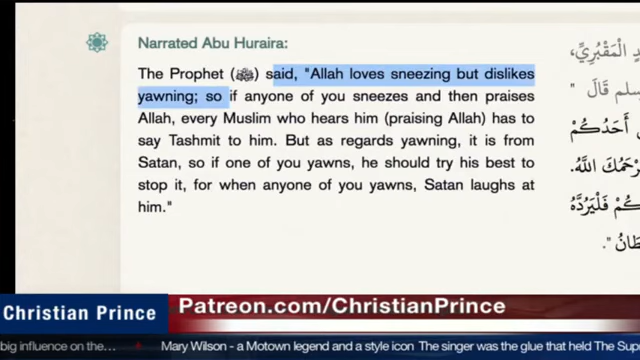 Narrated Abu Huraira:
The Prophet (ﷺ) said, "Allah loves sneezing but dislikes
yawning; so if anyone of you sneezes and then praises
Allah, every Muslim who hears him (praising Allah) has to
say Tashmit to him. But as regards yawning, it is from
Satan, so if one of you yawns, he should try his best to
stop it, for when anyone of you yawns, Satan laughs at
him."
دٍ الْمَقْبُرِيِّ،
سلم قَالَ ‏"‏
أَحَدُكُمْ
رْحَمُكَ اللَّهُ‏.‏
كُمْ فَلْيَرُدَّهُ
طَانُ ‏"‏‏.‏
Christian Prince
Patreon.com/ChristianPrince
big influence on the... Mary Wilson - a Motown legend and a style icon The singer was the glue that held The Sup